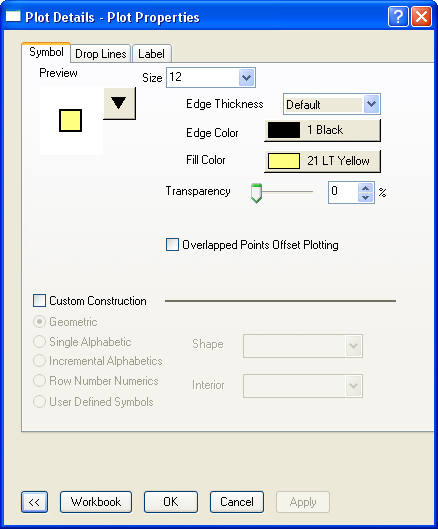 Plot Details - Plot Properties
Symbol Drop Lines Label
Preview Size 12
Edge Thickness Default
Edge Color 1 Black
Fill Color 21 LT Yellow
Transparency 0 %
Overlapped Points Offset Plotting
Custom Construction
Geometric
Single Alphabetic Shape
Incremental Alphabetics
Row Number Numerics Interior
User Defined Symbols
<< Workbook OK Cancel Apply